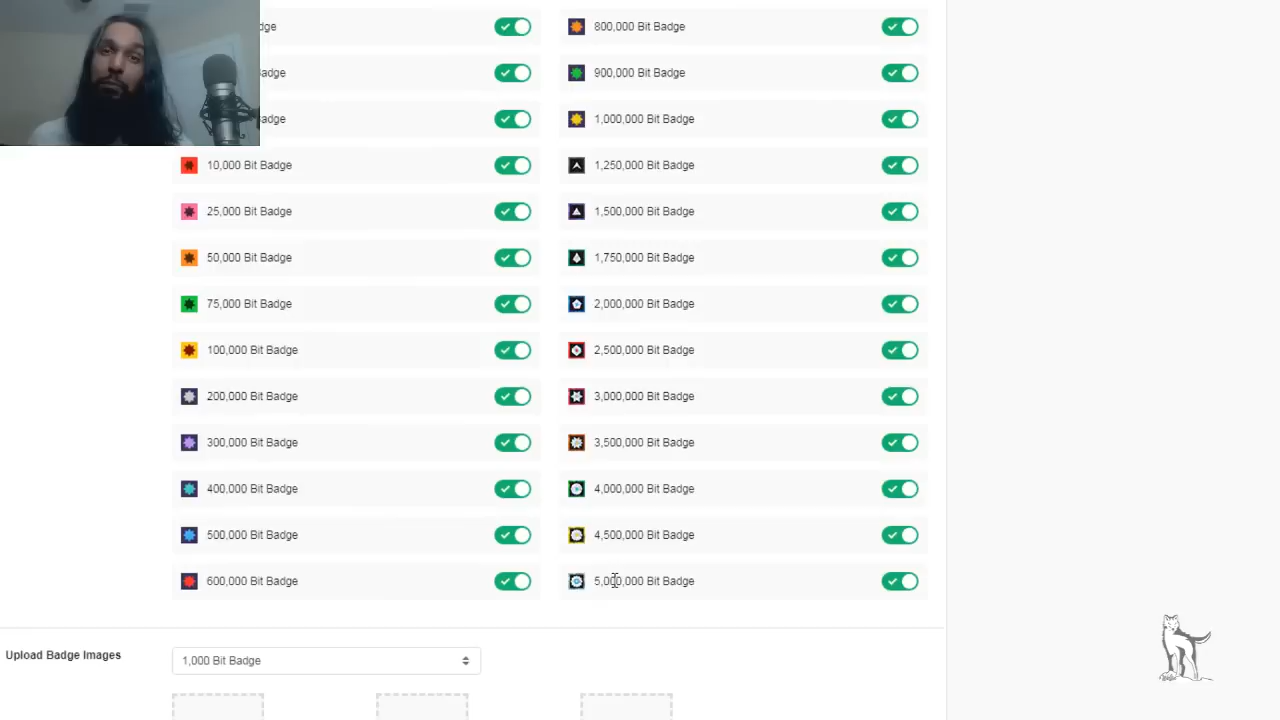 dge
adge
adge
10,000 Bit Badge
25,000 Bit Badge
50,000 Bit Badge
75,000 Bit Badge
100,000 Bit Badge
200,000 Bit Badge
300,000 Bit Badge
400,000 Bit Badge
500,000 Bit Badge
600,000 Bit Badge
800,000 Bit Badge
900,000 Bit Badge
1,000,000 Bit Badge
1,250,000 Bit Badge
1,500,000 Bit Badge
1,750,000 Bit Badge
2,000,000 Bit Badge
2,500,000 Bit Badge
3,000,000 Bit Badge
3,500,000 Bit Badge
4,000,000 Bit Badge
4,500,000 Bit Badge
5,000,000 Bit Badge
Upload Badge Images
1,000 Bit Badge